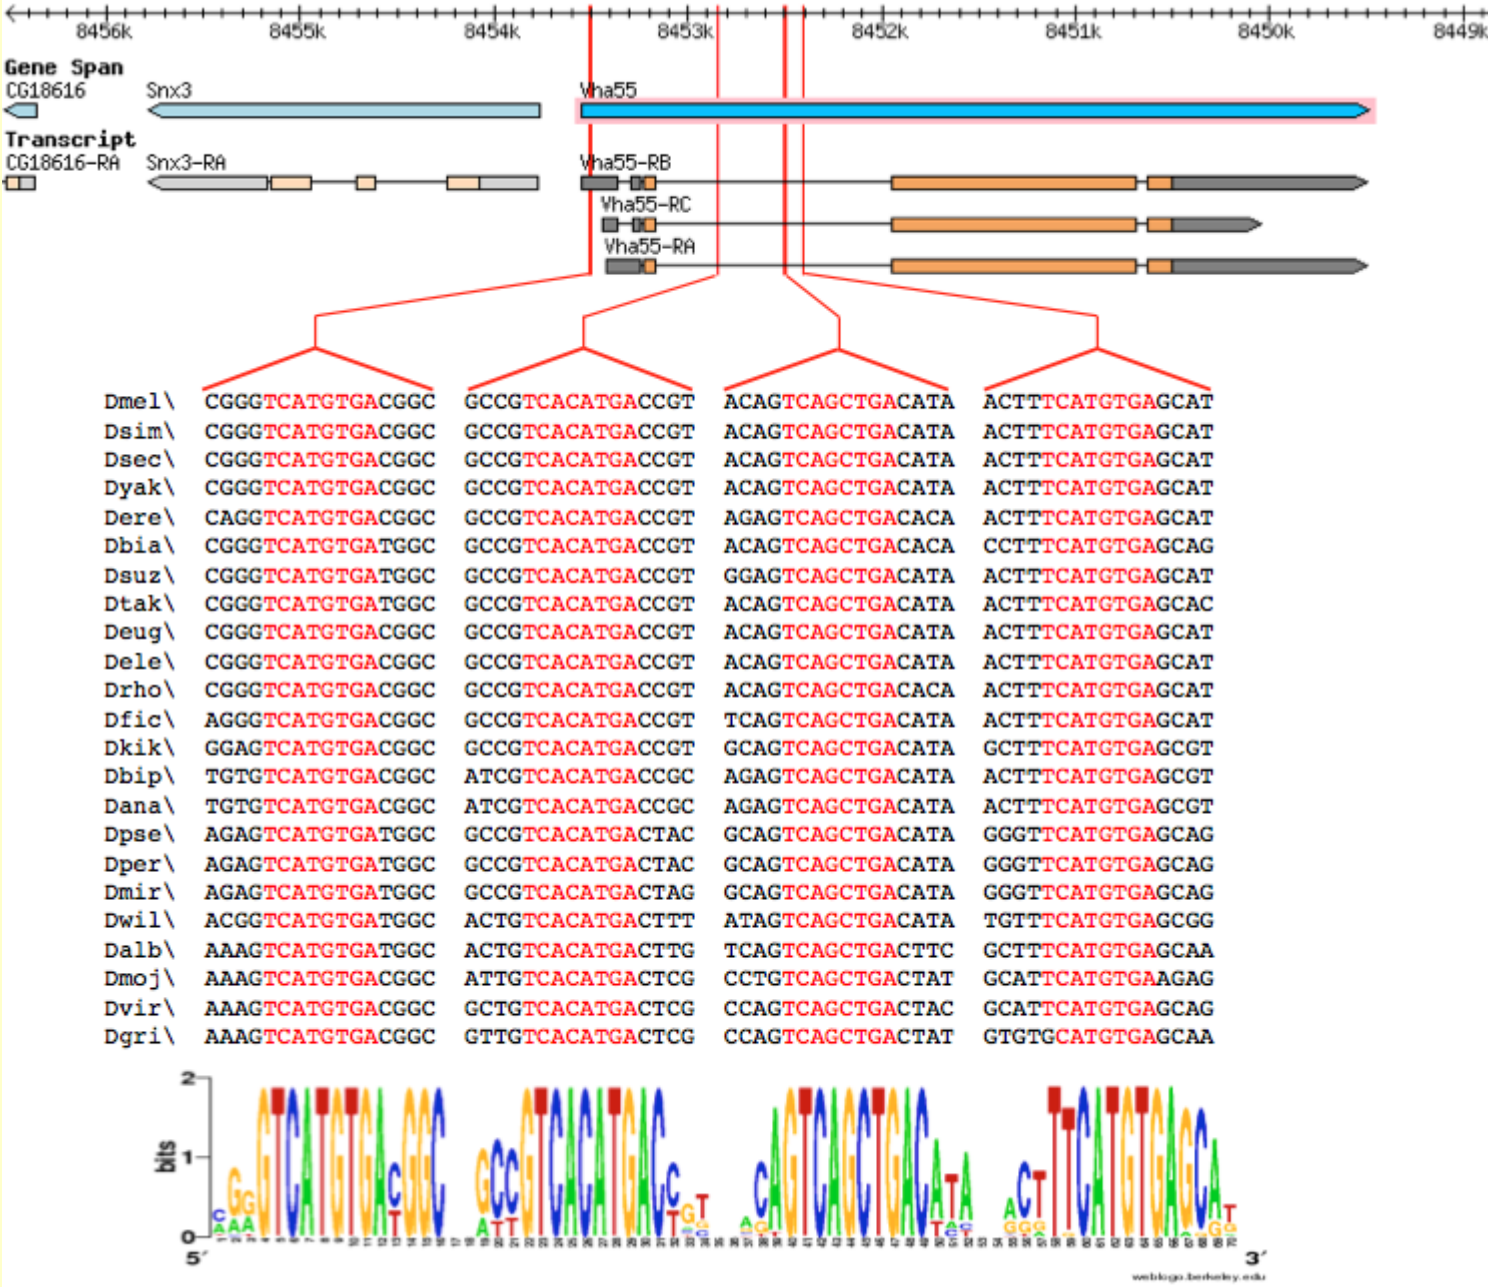 8456k 8455k 8454k 8453k 8452k 8451k 8450k 8449k
Gene Span
CG18616 Snx3 Vha55
Transcript
CG18616-RA Snx3-RA Vha55-RB
Vha55-RC
Vha55-RA
Dmel\ CGGGTCATGTGACGGC GCCGTCACATGACCGT ACAGTCAGCTGACATA ACTTTCATGTGAGCAT
Dsim\ CGGGTCATGTGACGGC GCCGTCACATGACCGT ACAGTCAGCTGACATA ACTTTCATGTGAGCAT
Dsec\ CGGGTCATGTGACGGC GCCGTCACATGACCGT ACAGTCAGCTGACATA ACTTTCATGTGAGCAT
Dyak\ CGGGTCATGTGACGGC GCCGTCACATGACCGT ACAGTCAGCTGACATA ACTTTCATGTGAGCAT
Dere\ CAGGTCATGTGACGGC GCCGTCACATGACCGT AGAGTCAGCTGACACA ACTTTCATGTGAGCAT
Dbia\ CGGGTCATGTGATGGC GCCGTCACATGACCGT ACAGTCAGCTGACACA CCTTTCATGTGAGCAG
Dsuz\ CGGGTCATGTGATGGC GCCGTCACATGACCGT GGAGTCAGCTGACATA ACTTTCATGTGAGCAT
Dtak\ CGGGTCATGTGATGGC GCCGTCACATGACCGT ACAGTCAGCTGACATA ACTTTCATGTGAGCAC
Deug\ CGGGTCATGTGACGGC GCCGTCACATGACCGT ACAGTCAGCTGACATA ACTTTCATGTGAGCAT
Dele\ CGGGTCATGTGACGGC GCCGTCACATGACCGT ACAGTCAGCTGACATA ACTTTCATGTGAGCAT
Drho\ CGGGTCATGTGACGGC GCCGTCACATGACCGT ACAGTCAGCTGACACA ACTTTCATGTGAGCAT
Dfic\ AGGGTCATGTGACGGC GCCGTCACATGACCGT TCAGTCAGCTGACATA ACTTTCATGTGAGCAT
Dkik\ GGAGTCATGTGACGGC GCCGTCACATGACCGT GCAGTCAGCTGACATA GCTTTCATGTGAGCGT
Dbip\ TGTGTCATGTGACGGC ATCGTCACATGACCGC AGAGTCAGCTGACATA ACTTTCATGTGAGCGT
Dana\ TGTGTCATGTGACGGC ATCGTCACATGACCGC AGAGTCAGCTGACATA ACTTTCATGTGAGCGT
Dpse\ AGAGTCATGTGATGGC GCCGTCACATGACTAC GCAGTCAGCTGACATA GGGTTCATGTGAGCAG
Dper\ AGAGTCATGTGATGGC GCCGTCACATGACTAC GCAGTCAGCTGACATA GGGTTCATGTGAGCAG
Dmir\ AGAGTCATGTGATGGC GCCGTCACATGACTAG GCAGTCAGCTGACATA GGGTTCATGTGAGCAG
Dwil\ ACGGTCATGTGATGGC ACTGTCACATGACTTT ATAGTCAGCTGACATA TGTTTCATGTGAGCGG
Dalb\ AAAGTCATGTGATGGC ACTGTCACATGACTTG TCAGTCAGCTGACTTC GCTTTCATGTGAGCAA
Dmoj\ AAAGTCATGTGACGGC ATTGTCACATGACTCG CCTGTCAGCTGACTAT GCATTCATGTGAAGAG
Dvir\ AAAGTCATGTGACGGC GCTGTCACATGACTCG CCAGTCAGCTGACTAC GCATTCATGTGAGCAG
Dgri\ AAAGTCATGTGACGGC GTTGTCACATGACTCG CCAGTCAGCTGACTAT GTGTGCATGTGAGCAA
2
bits
1
0
5′ 3′
weblogo.berkeley.edu